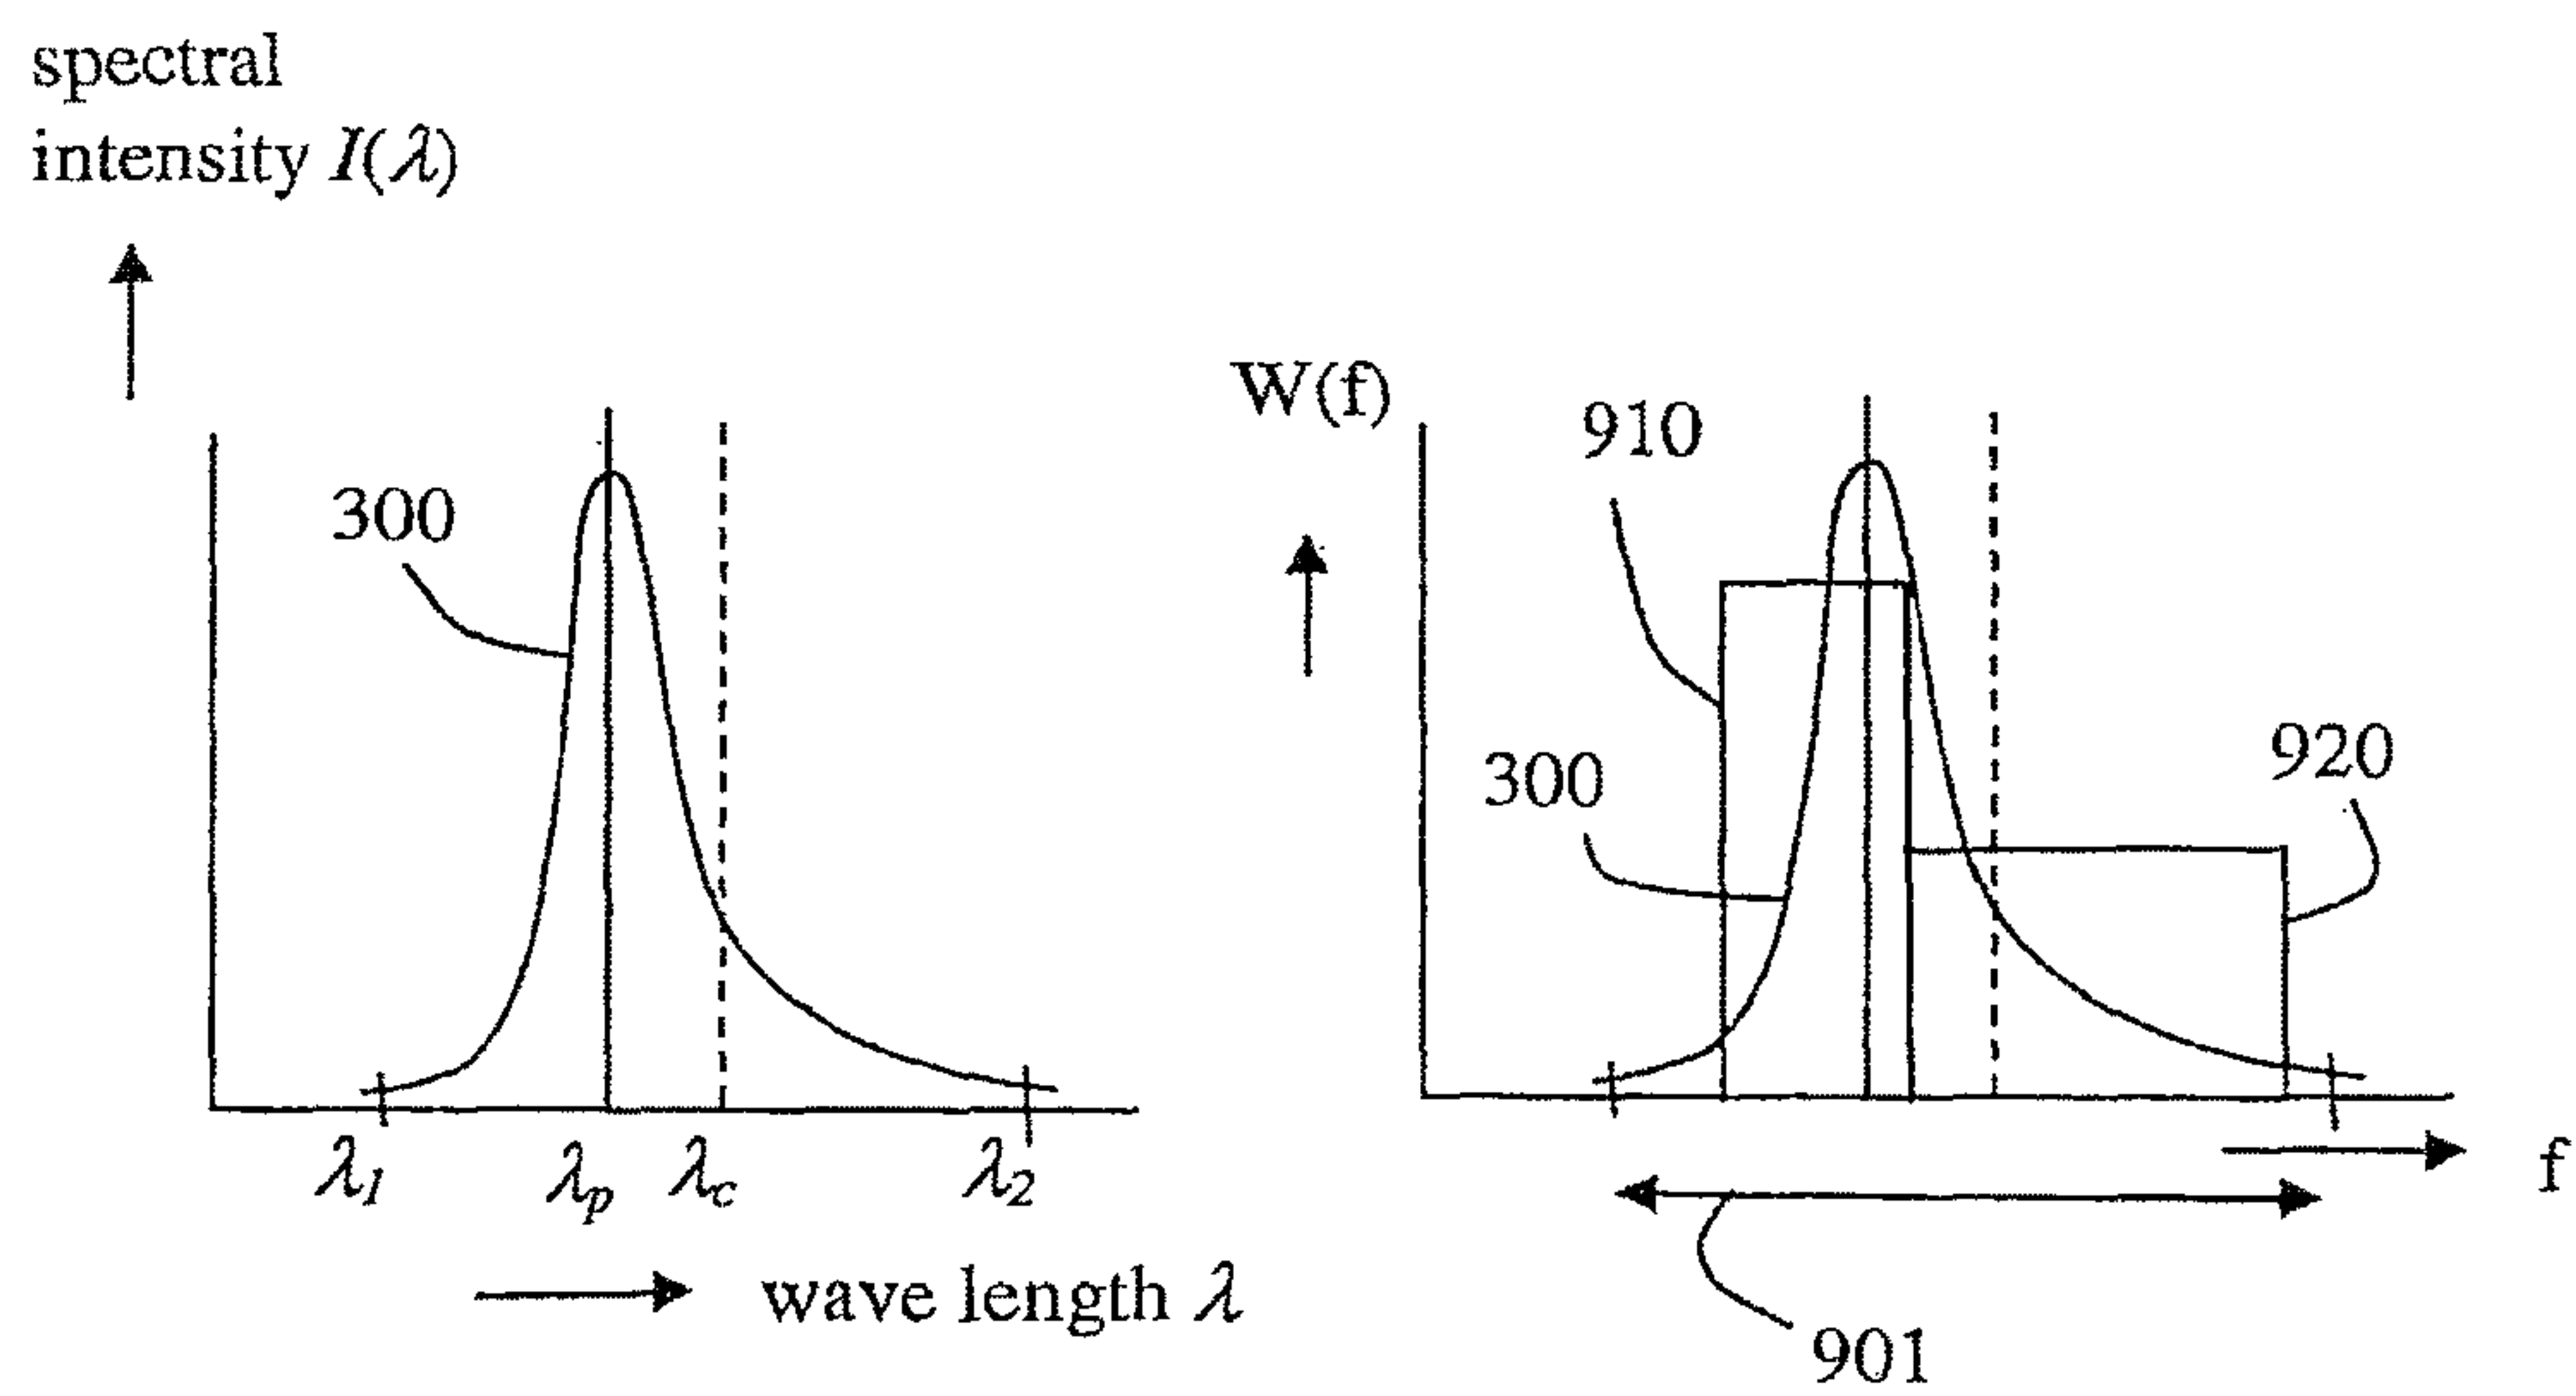 spectral
intensity I(λ)
300
λ1 λp λc λ2
wave length λ
W(f)
910
300
920
f
901